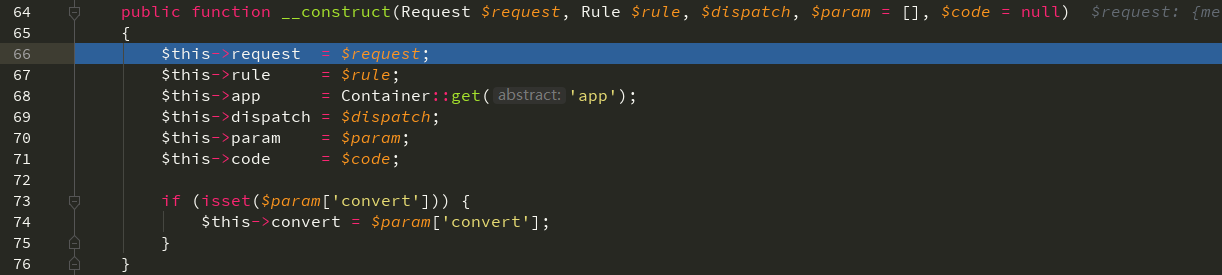 64 public function __construct(Request $request, Rule $rule, $dispatch, $param = [], $code = null) $request: {me
65 {
66 $this->request = $request;
67 $this->rule = $rule;
68 $this->app = Container::get( abstract: 'app');
69 $this->dispatch = $dispatch;
70 $this->param = $param;
71 $this->code = $code;
72
73 if (isset($param['convert'])) {
74 $this->convert = $param['convert'];
75 }
76 }